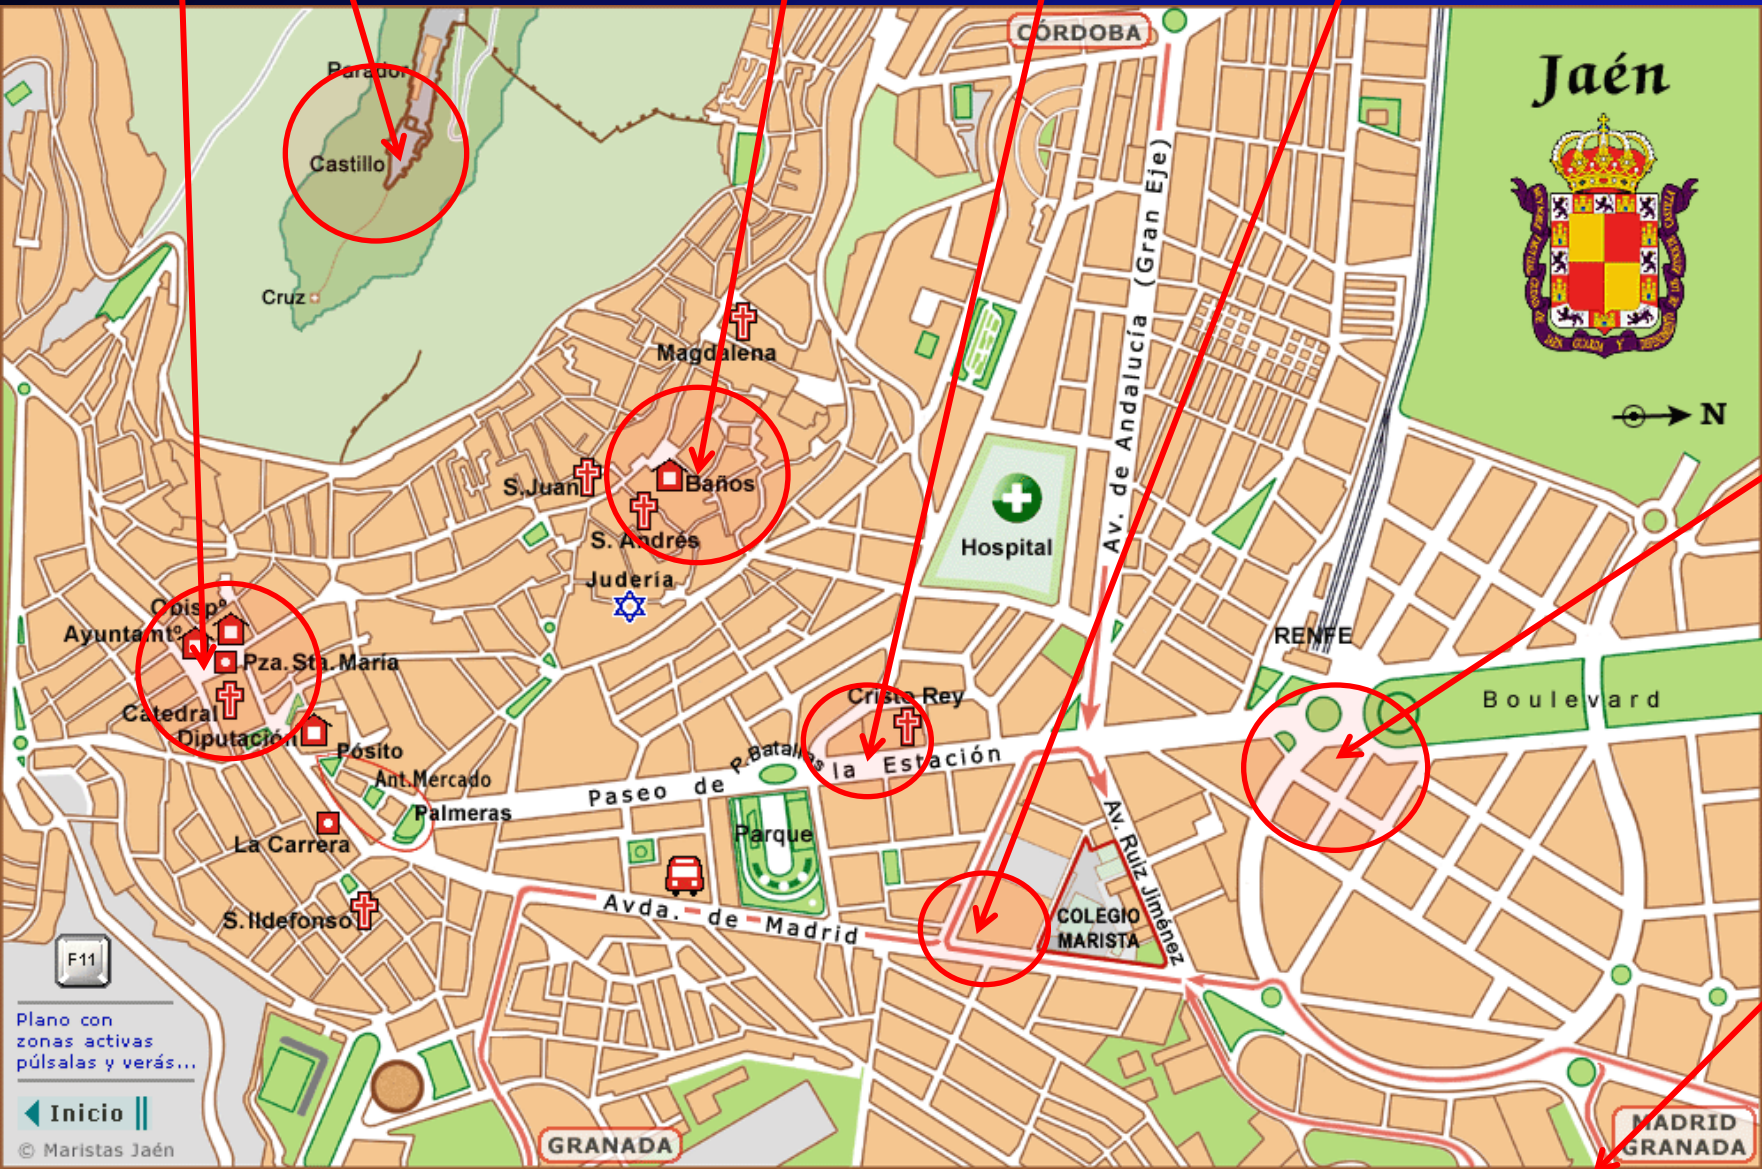 CÓRDOBA
Jaén
Parador
Castillo
Cruz
Av. de Andalucía (Gran Eje)
Magdalena
N
S.Juan
Baños
S. Andrés
Hospital
Judería
Obispº
Ayuntamtº
RENFE
Pza. Sta. María
Cristo Rey
Boulevard
Catedral
Diputación
Pósito
P. Batallas
Paseo de la Estación
Ant.Mercado
Palmeras
Parque
La Carrera
Av. Ruiz Jiménez
S. Ildefonso
Avda. de Madrid
COLEGIO
MARISTA
F11
Plano con
zonas activas
púlsalas y verás...
Inicio
© Maristas Jaén
GRANADA
MADRID
GRANADA